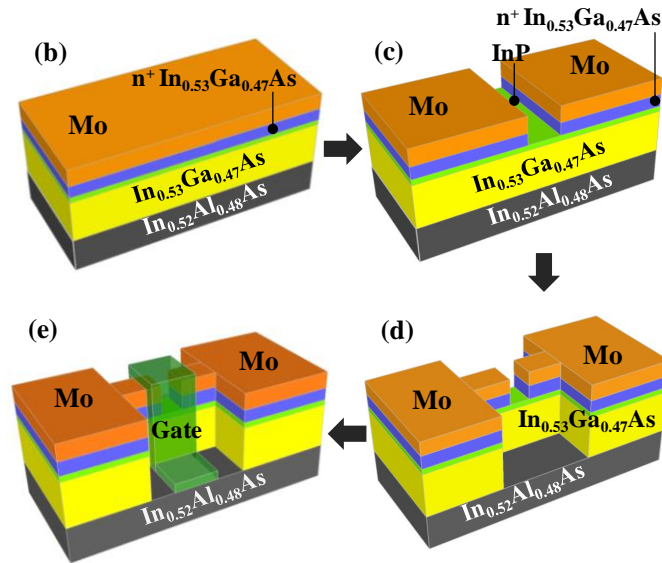 (b)
n⁺ In₀.₅₃Ga₀.₄₇As
Mo
In₀.₅₃Ga₀.₄₇As
In₀.₅₂Al₀.₄₈As
n⁺ In₀.₅₃Ga₀.₄₇As
(c)
InP
Mo
Mo
In₀.₅₃Ga₀.₄₇As
In₀.₅₂Al₀.₄₈As
(e)
Mo
Mo
Gate
In₀.₅₂Al₀.₄₈As
(d)
Mo
Mo
In₀.₅₃Ga₀.₄₇As
In₀.₅₂Al₀.₄₈As